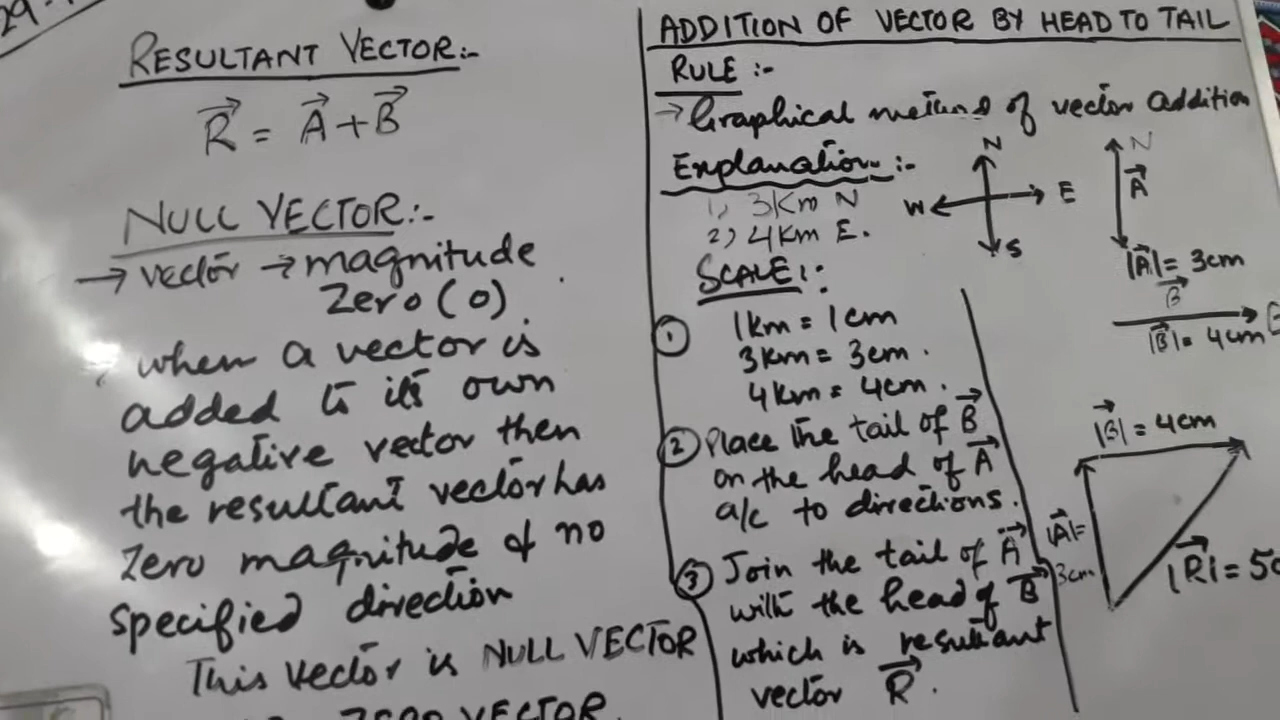 29
RESULTANT VECTOR:-
R = A + B
NULL VECTOR:-
→ vector → magnitude
Zero (0)
when a vector is
added to its own
negative vector then
the resultant vector has
Zero magnitude & no
specified direction
This vector is NULL VECTOR
ZERO VECTOR.
ADDITION OF VECTOR BY HEAD TO TAIL
RULE :-
→ Graphical method of vector addition
Explanation :-
1) 3Km N
2) 4Km E.
N
W E
S
N
A
|A| = 3cm
B
|B| = 4cm
SCALE :-
① 1km = 1cm
3km = 3cm.
4km = 4cm.
② Place the tail of B
on the head of A
a/c to directions.
③ Join the tail of A
with the head of B
which is resultant
vector R.
|B| = 4cm
|A| =
3cm
|R| = 5c